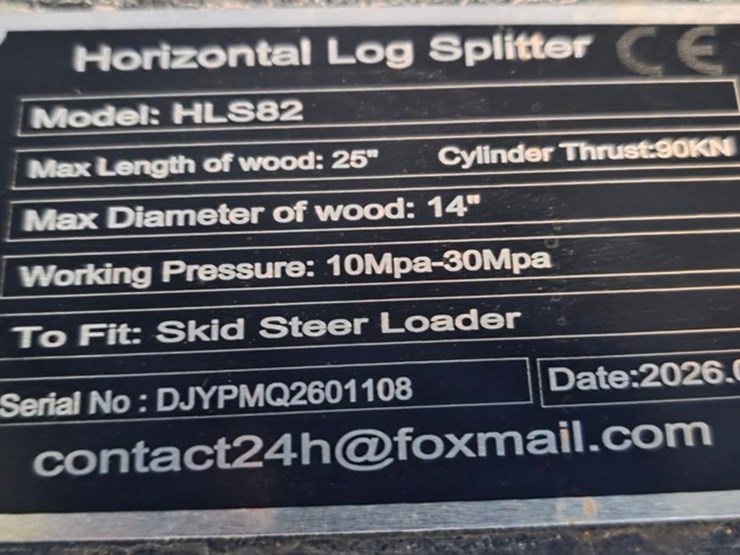 Horizontal Log Splitter CE
Model: HLS82
Max Length of wood: 25" Cylinder Thrust:90KN
Max Diameter of wood: 14"
Working Pressure: 10Mpa-30Mpa
To Fit: Skid Steer Loader
Serial No : DJYPMQ2601108 Date:2026.0
contact24h@foxmail.com